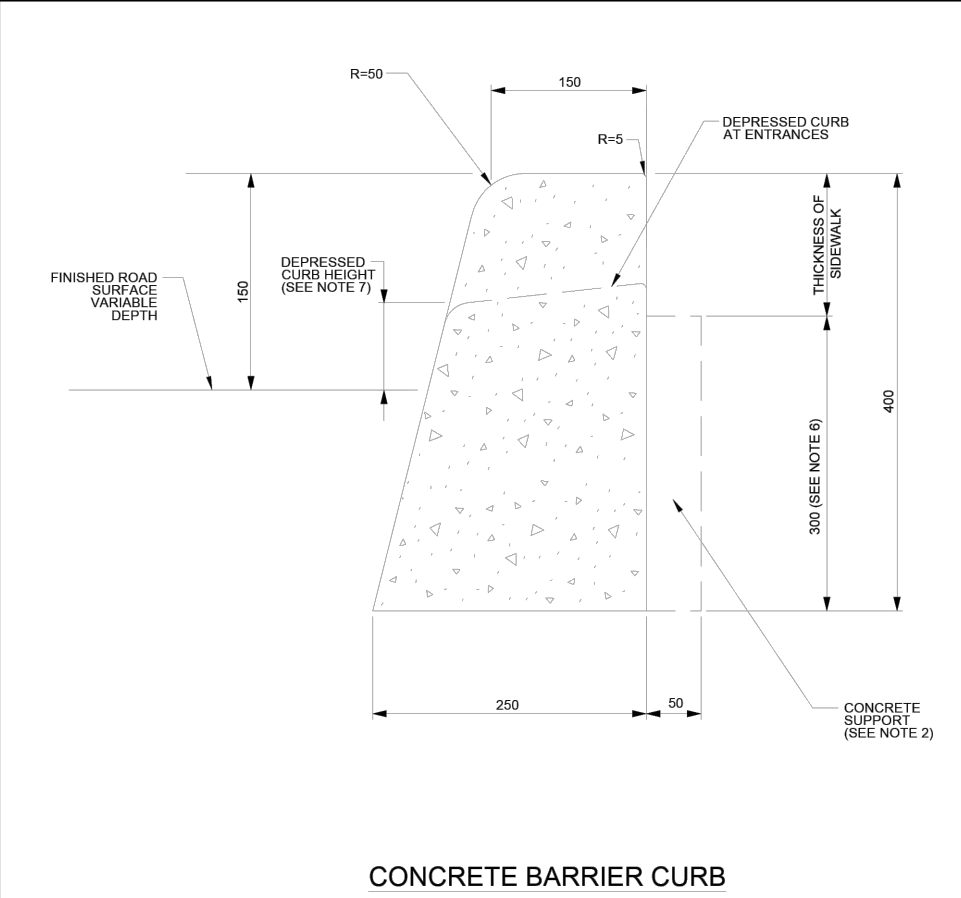 R=50
150
R=5
DEPRESSED CURB
AT ENTRANCES
THICKNESS OF
SIDEWALK
DEPRESSED
CURB HEIGHT
(SEE NOTE 7)
FINISHED ROAD
SURFACE
VARIABLE
DEPTH
150
400
300 (SEE NOTE 6)
250
50
CONCRETE
SUPPORT
(SEE NOTE 2)
CONCRETE BARRIER CURB